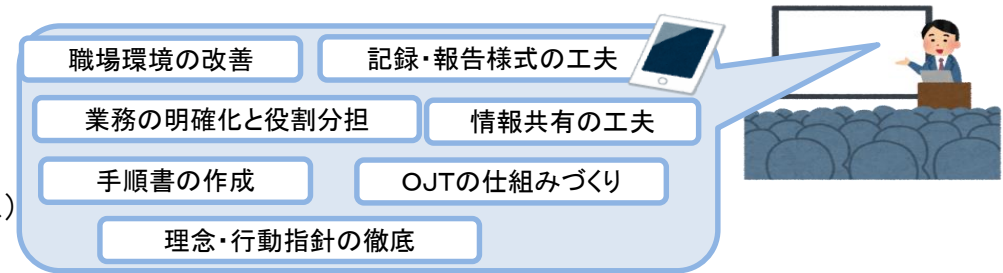 職場環境の改善
記録・報告様式の工夫
業務の明確化と役割分担
情報共有の工夫
手順書の作成
OJTの仕組みづくり
)
理念・行動指針の徹底